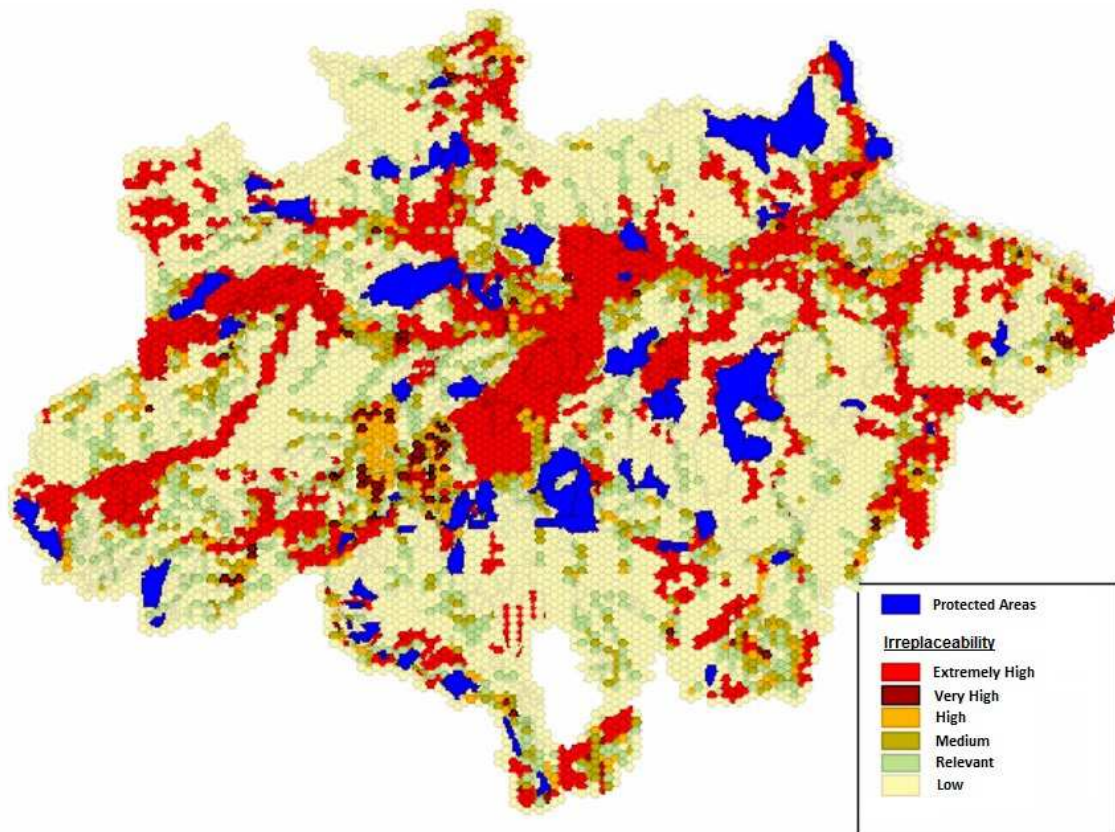 Protected Areas
Irreplaceability
Extremely High
Very High
High
Medium
Relevant
Low